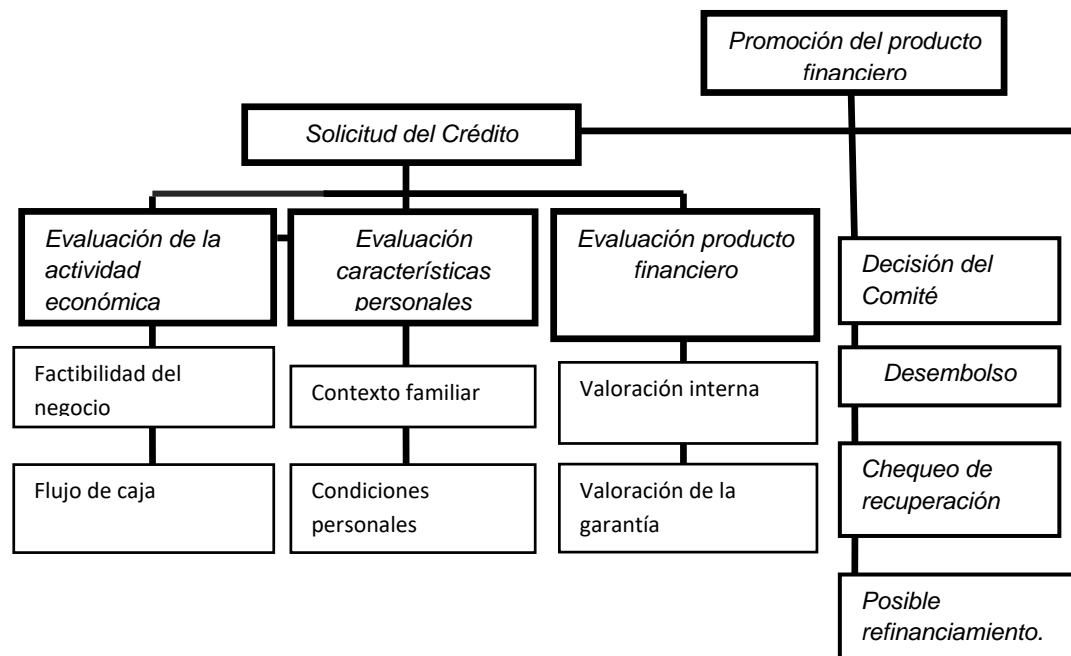 Promoción del producto
financiero
Solicitud del Crédito
Evaluación de la
actividad
económica
Evaluación
características
personales
Evaluación producto
financiero
Decisión del
Comité
Factibilidad del
negocio
Contexto familiar
Valoración interna
Desembolso
Flujo de caja
Condiciones
personales
Valoración de la
garantía
Chequeo de
recuperación
Posible
refinanciamiento.